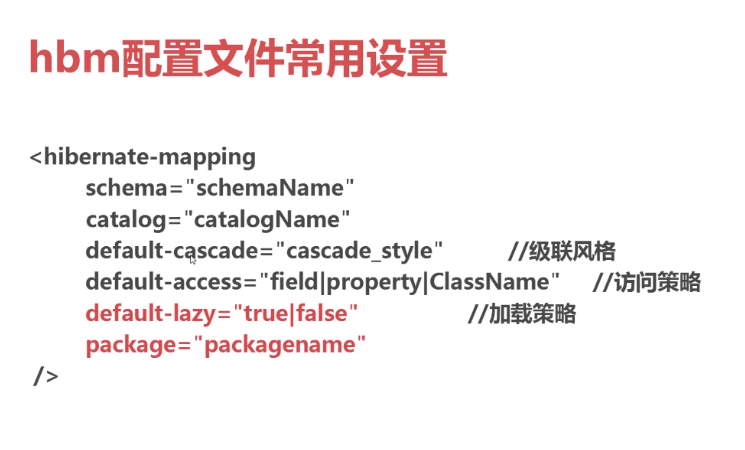 hbm配置文件常用设置
<hibernate-mapping
schema="schemaName"
catalog="catalogName"
default-cascade="cascade_style" //级联风格
default-access="field|property|ClassName" //访问策略
default-lazy="true|false" //加载策略
package="packagename"
/>